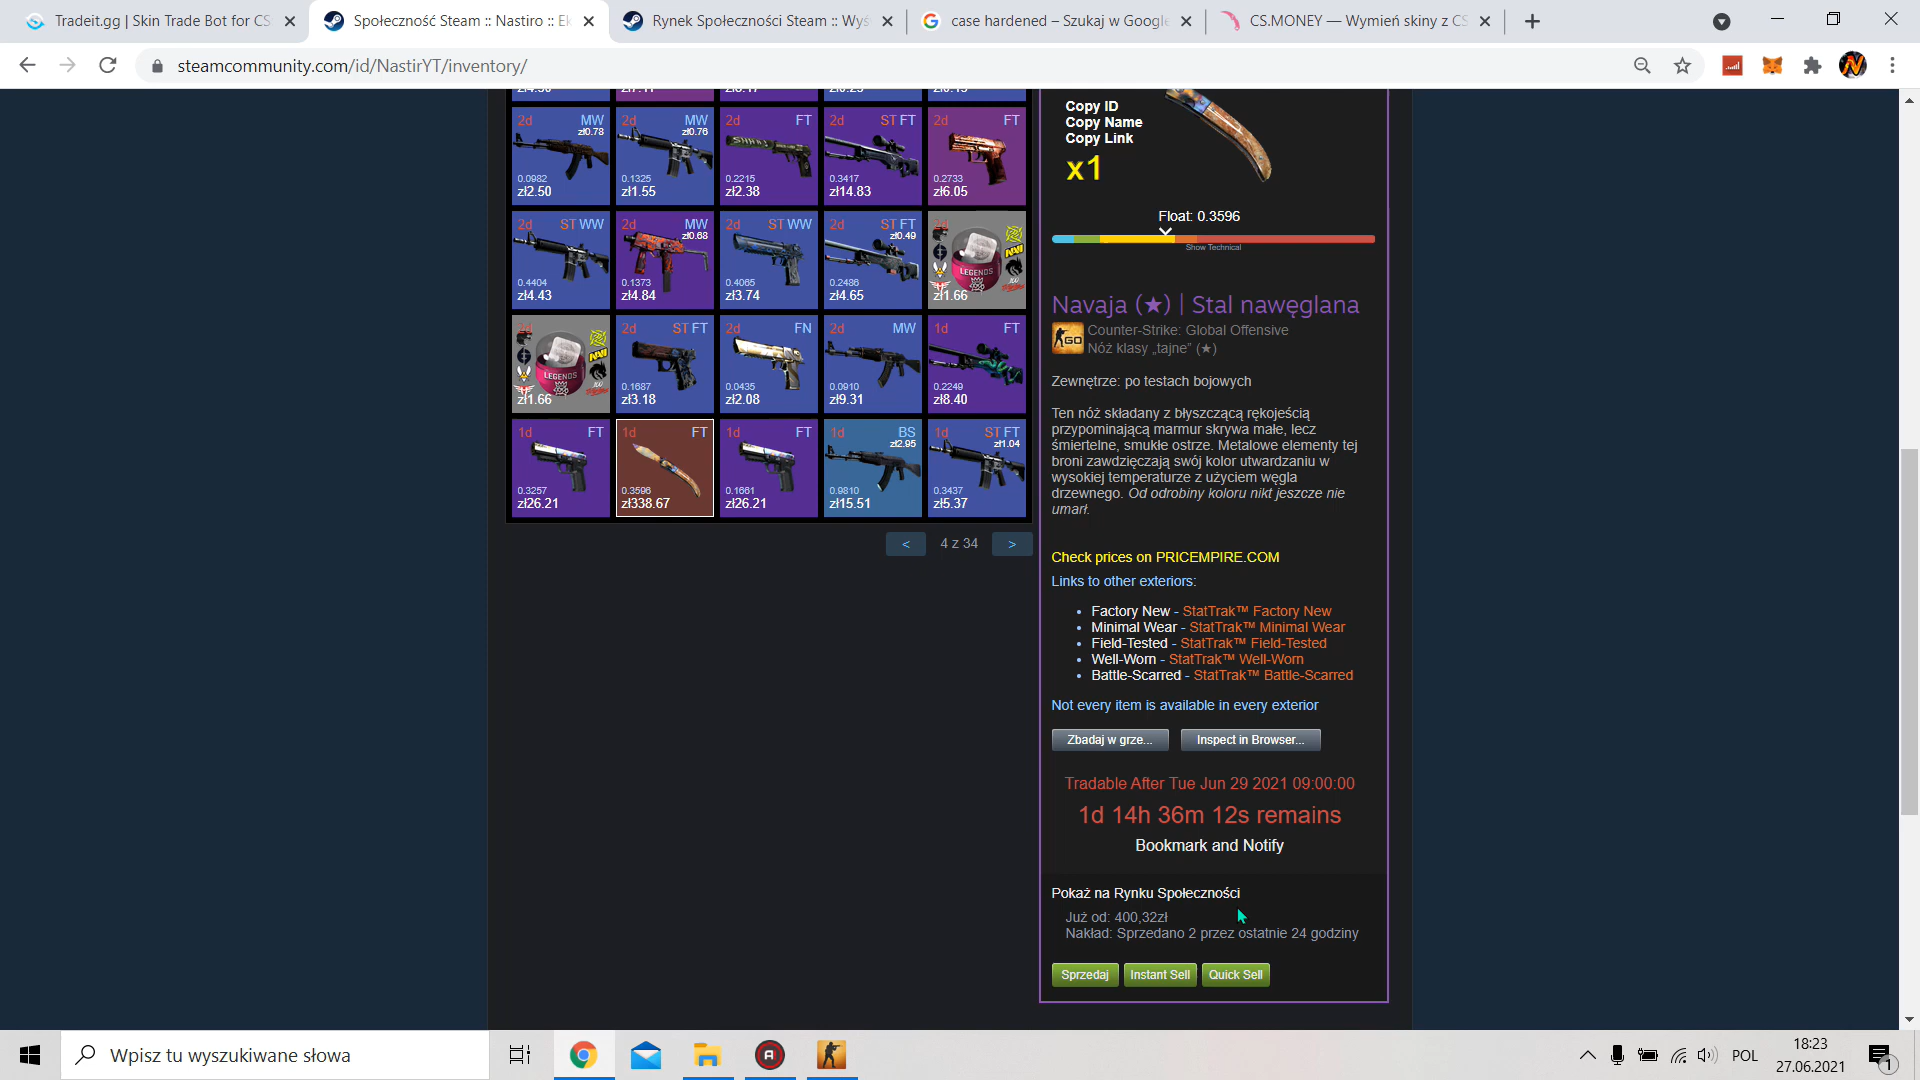 Tradeit.gg | Skin Trade Bot for CS
Społeczność Steam :: Nastiro :: Ek
Rynek Społeczności Steam :: Wyś
case hardened – Szukaj w Google
CS.MONEY — Wymień skiny z CS
steamcommunity.com/id/NastirYT/inventory/
2d MW
zł0.78
0.0982
zł2.50
2d MW
zł0.76
0.1325
zł1.55
2d FT
0.2215
zł2.38
2d ST FT
0.3417
zł14.83
2d FT
0.2733
zł6.05
2d ST WW
0.4404
zł4.43
2d MW
zł0.68
0.1373
zł4.84
2d ST WW
0.4065
zł3.74
2d ST FT
zł0.49
0.2486
zł4.65
2d
LEGENDS
zł1.66
LEGENDS
zł1.66
2d ST FT
0.1687
zł3.18
2d FN
0.0435
zł2.08
2d MW
0.0910
zł9.31
1d FT
0.2249
zł8.40
1d FT
0.3257
zł26.21
1d FT
0.3596
zł338.67
1d FT
0.1661
zł26.21
1d BS
zł2.95
0.9810
zł15.51
1d ST FT
zł1.04
0.3437
zł5.37
< 4 z 34 >
Copy ID
Copy Name
Copy Link
x1
Float: 0.3596
Show Technical
Navaja (★) | Stal nawęglana
Counter-Strike: Global Offensive
Nóż klasy „tajne” (★)
Zewnętrze: po testach bojowych
Ten nóż składany z błyszczącą rękojeścią
przypominającą marmur skrywa małe, lecz
śmiertelne, smukłe ostrze. Metalowe elementy tej
broni zawdzięczają swój kolor utwardzaniu w
wysokiej temperaturze z użyciem węgla
drzewnego. Od odrobiny koloru nikt jeszcze nie
umarł.
Check prices on PRICEMPIRE.COM
Links to other exteriors:
• Factory New - StatTrak™ Factory New
• Minimal Wear - StatTrak™ Minimal Wear
• Field-Tested - StatTrak™ Field-Tested
• Well-Worn - StatTrak™ Well-Worn
• Battle-Scarred - StatTrak™ Battle-Scarred
Not every item is available in every exterior
Zbadaj w grze... Inspect in Browser...
Tradable After Tue Jun 29 2021 09:00:00
1d 14h 36m 12s remains
Bookmark and Notify
Pokaż na Rynku Społeczności
Już od: 400,32zł
Nakład: Sprzedano 2 przez ostatnie 24 godziny
Sprzedaj Instant Sell Quick Sell
Wpisz tu wyszukiwane słowa
POL
18:23
27.06.2021
1